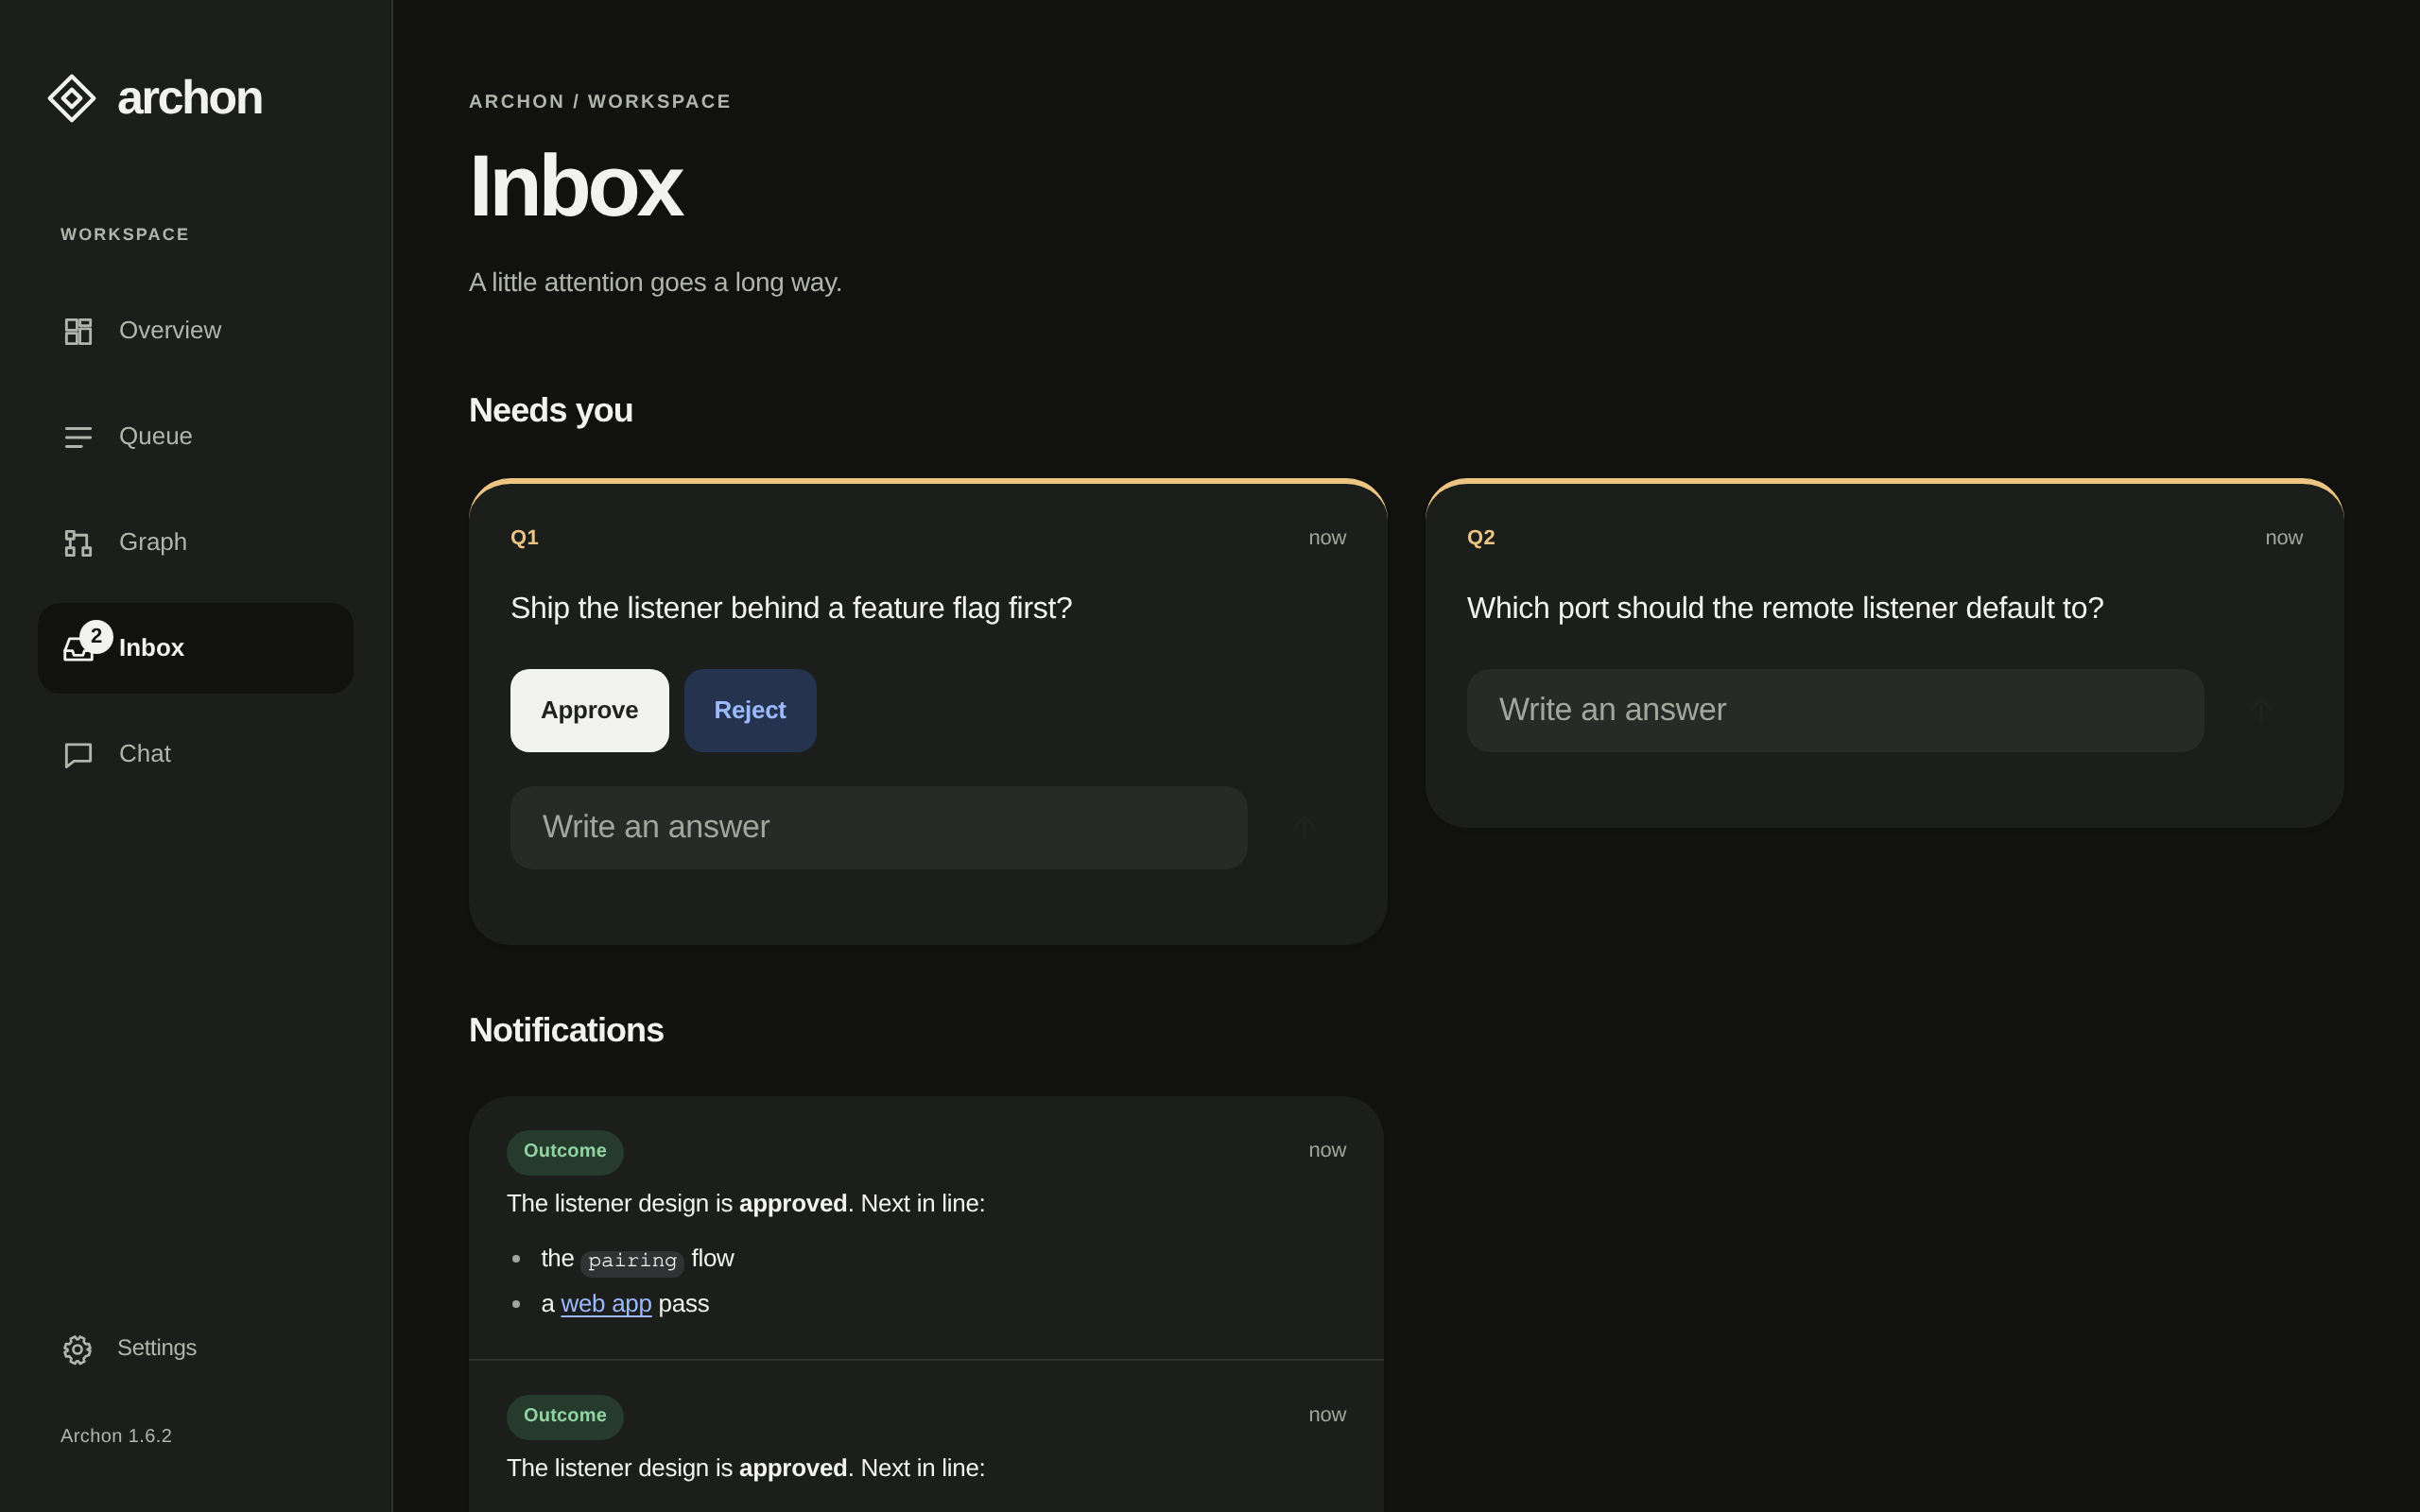 archon
WORKSPACE
Overview
Queue
Graph
2
Inbox
Chat
Settings
Archon 1.6.2
ARCHON / WORKSPACE
Inbox
A little attention goes a long way.
Needs you
Q1 now
Ship the listener behind a feature flag first?
Approve Reject
Write an answer
Q2 now
Which port should the remote listener default to?
Write an answer
Notifications
Outcome now
The listener design is approved. Next in line:
the pairing flow
a web app pass
Outcome now
The listener design is approved. Next in line: